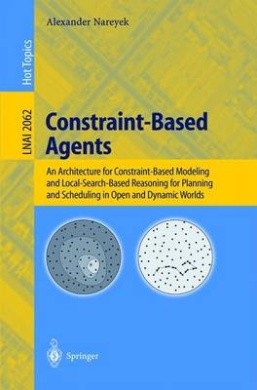 Alexander Nareyek
LNAI 2062
Hot Topics
Constraint-Based
Agents
An Architecture for Constraint-Based Modeling
and Local-Search-Based Reasoning for Planning
and Scheduling in Open and Dynamic Worlds
Springer